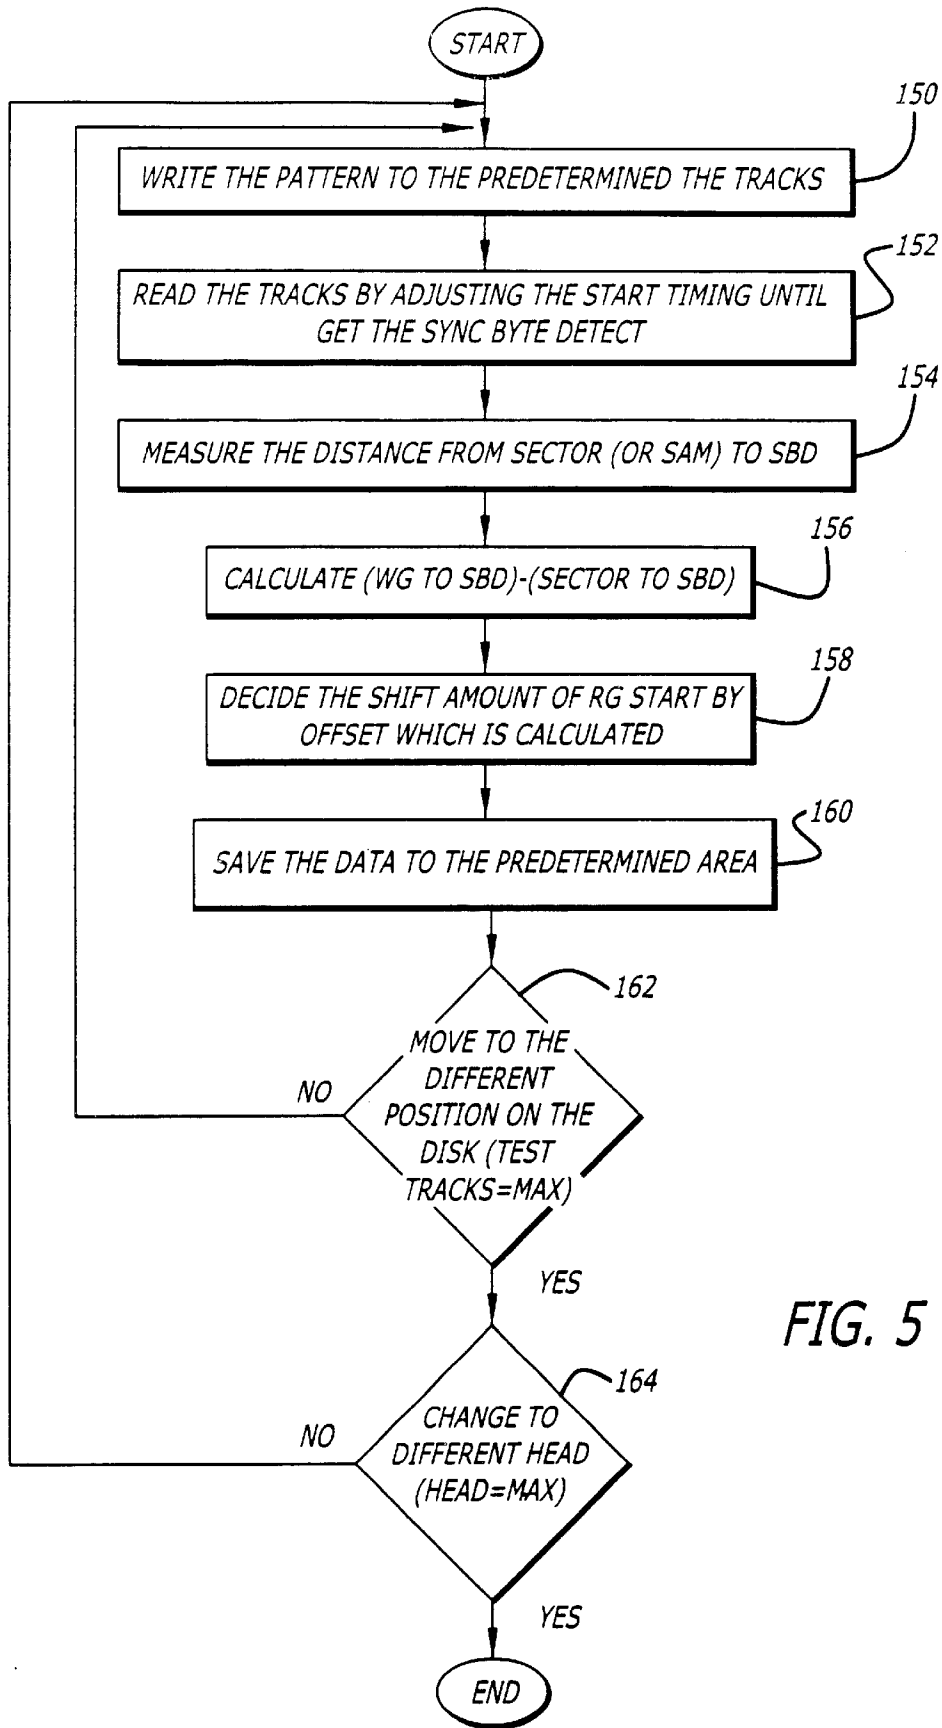 START
150
WRITE THE PATTERN TO THE PREDETERMINED THE TRACKS
152
READ THE TRACKS BY ADJUSTING THE START TIMING UNTIL
GET THE SYNC BYTE DETECT
154
MEASURE THE DISTANCE FROM SECTOR (OR SAM) TO SBD
156
CALCULATE (WG TO SBD)-(SECTOR TO SBD)
158
DECIDE THE SHIFT AMOUNT OF RG START BY
OFFSET WHICH IS CALCULATED
160
SAVE THE DATA TO THE PREDETERMINED AREA
162
MOVE TO THE
DIFFERENT
POSITION ON THE
DISK (TEST
TRACKS=MAX)
NO
YES
FIG. 5
164
CHANGE TO
DIFFERENT HEAD
(HEAD=MAX)
NO
YES
END